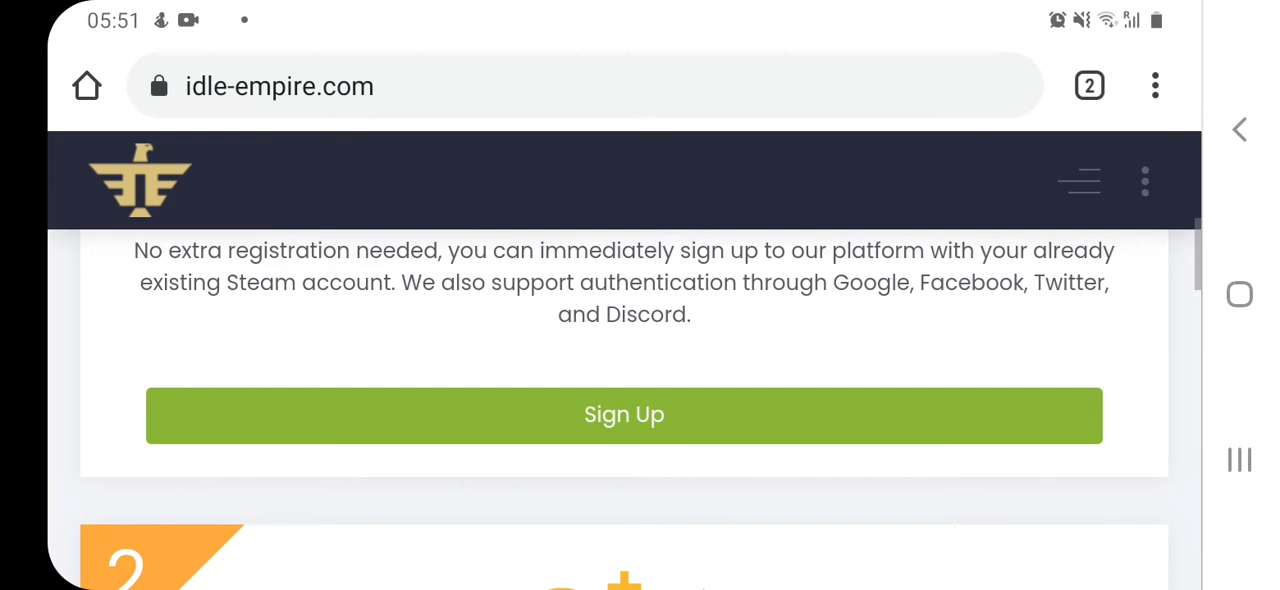 05:51
R
idle-empire.com
2
No extra registration needed, you can immediately sign up to our platform with your already
existing Steam account. We also support authentication through Google, Facebook, Twitter,
and Discord.
Sign Up
2